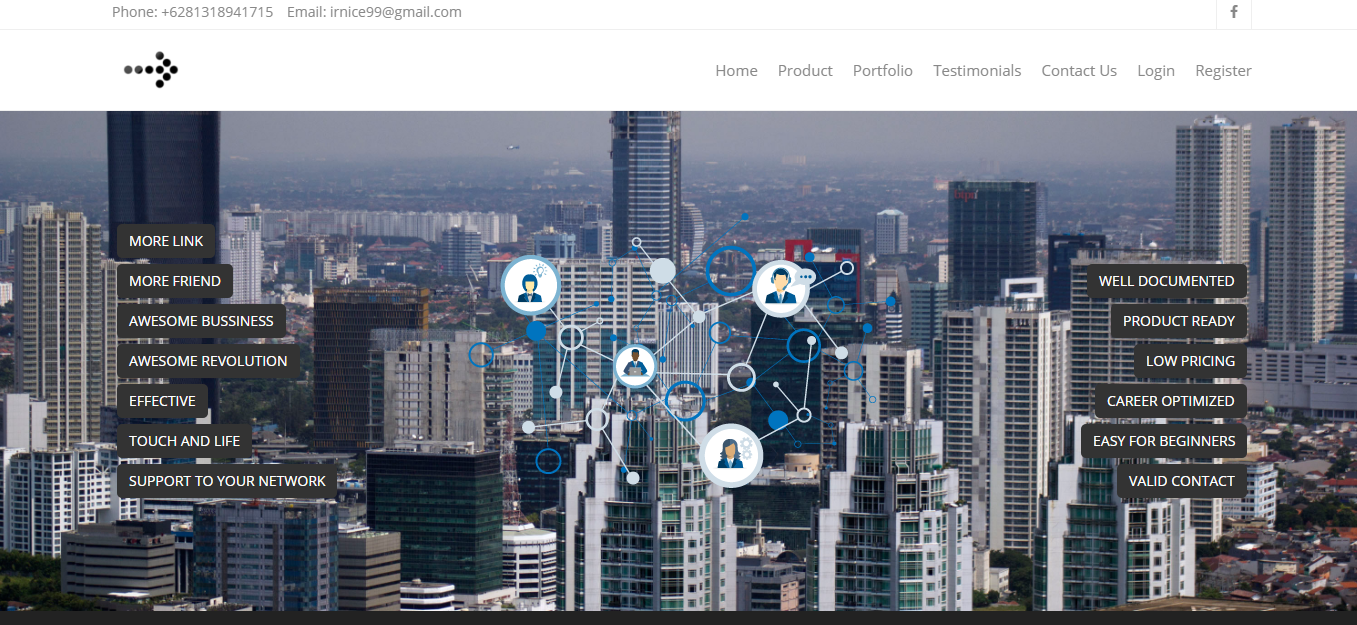 Phone: +6281318941715 Email: irnice99@gmail.com
Home Product Portfolio Testimonials Contact Us Login Register
MORE LINK
MORE FRIEND
AWESOME BUSSINESS
AWESOME REVOLUTION
EFFECTIVE
TOUCH AND LIFE
SUPPORT TO YOUR NETWORK
WELL DOCUMENTED
PRODUCT READY
LOW PRICING
CAREER OPTIMIZED
EASY FOR BEGINNERS
VALID CONTACT